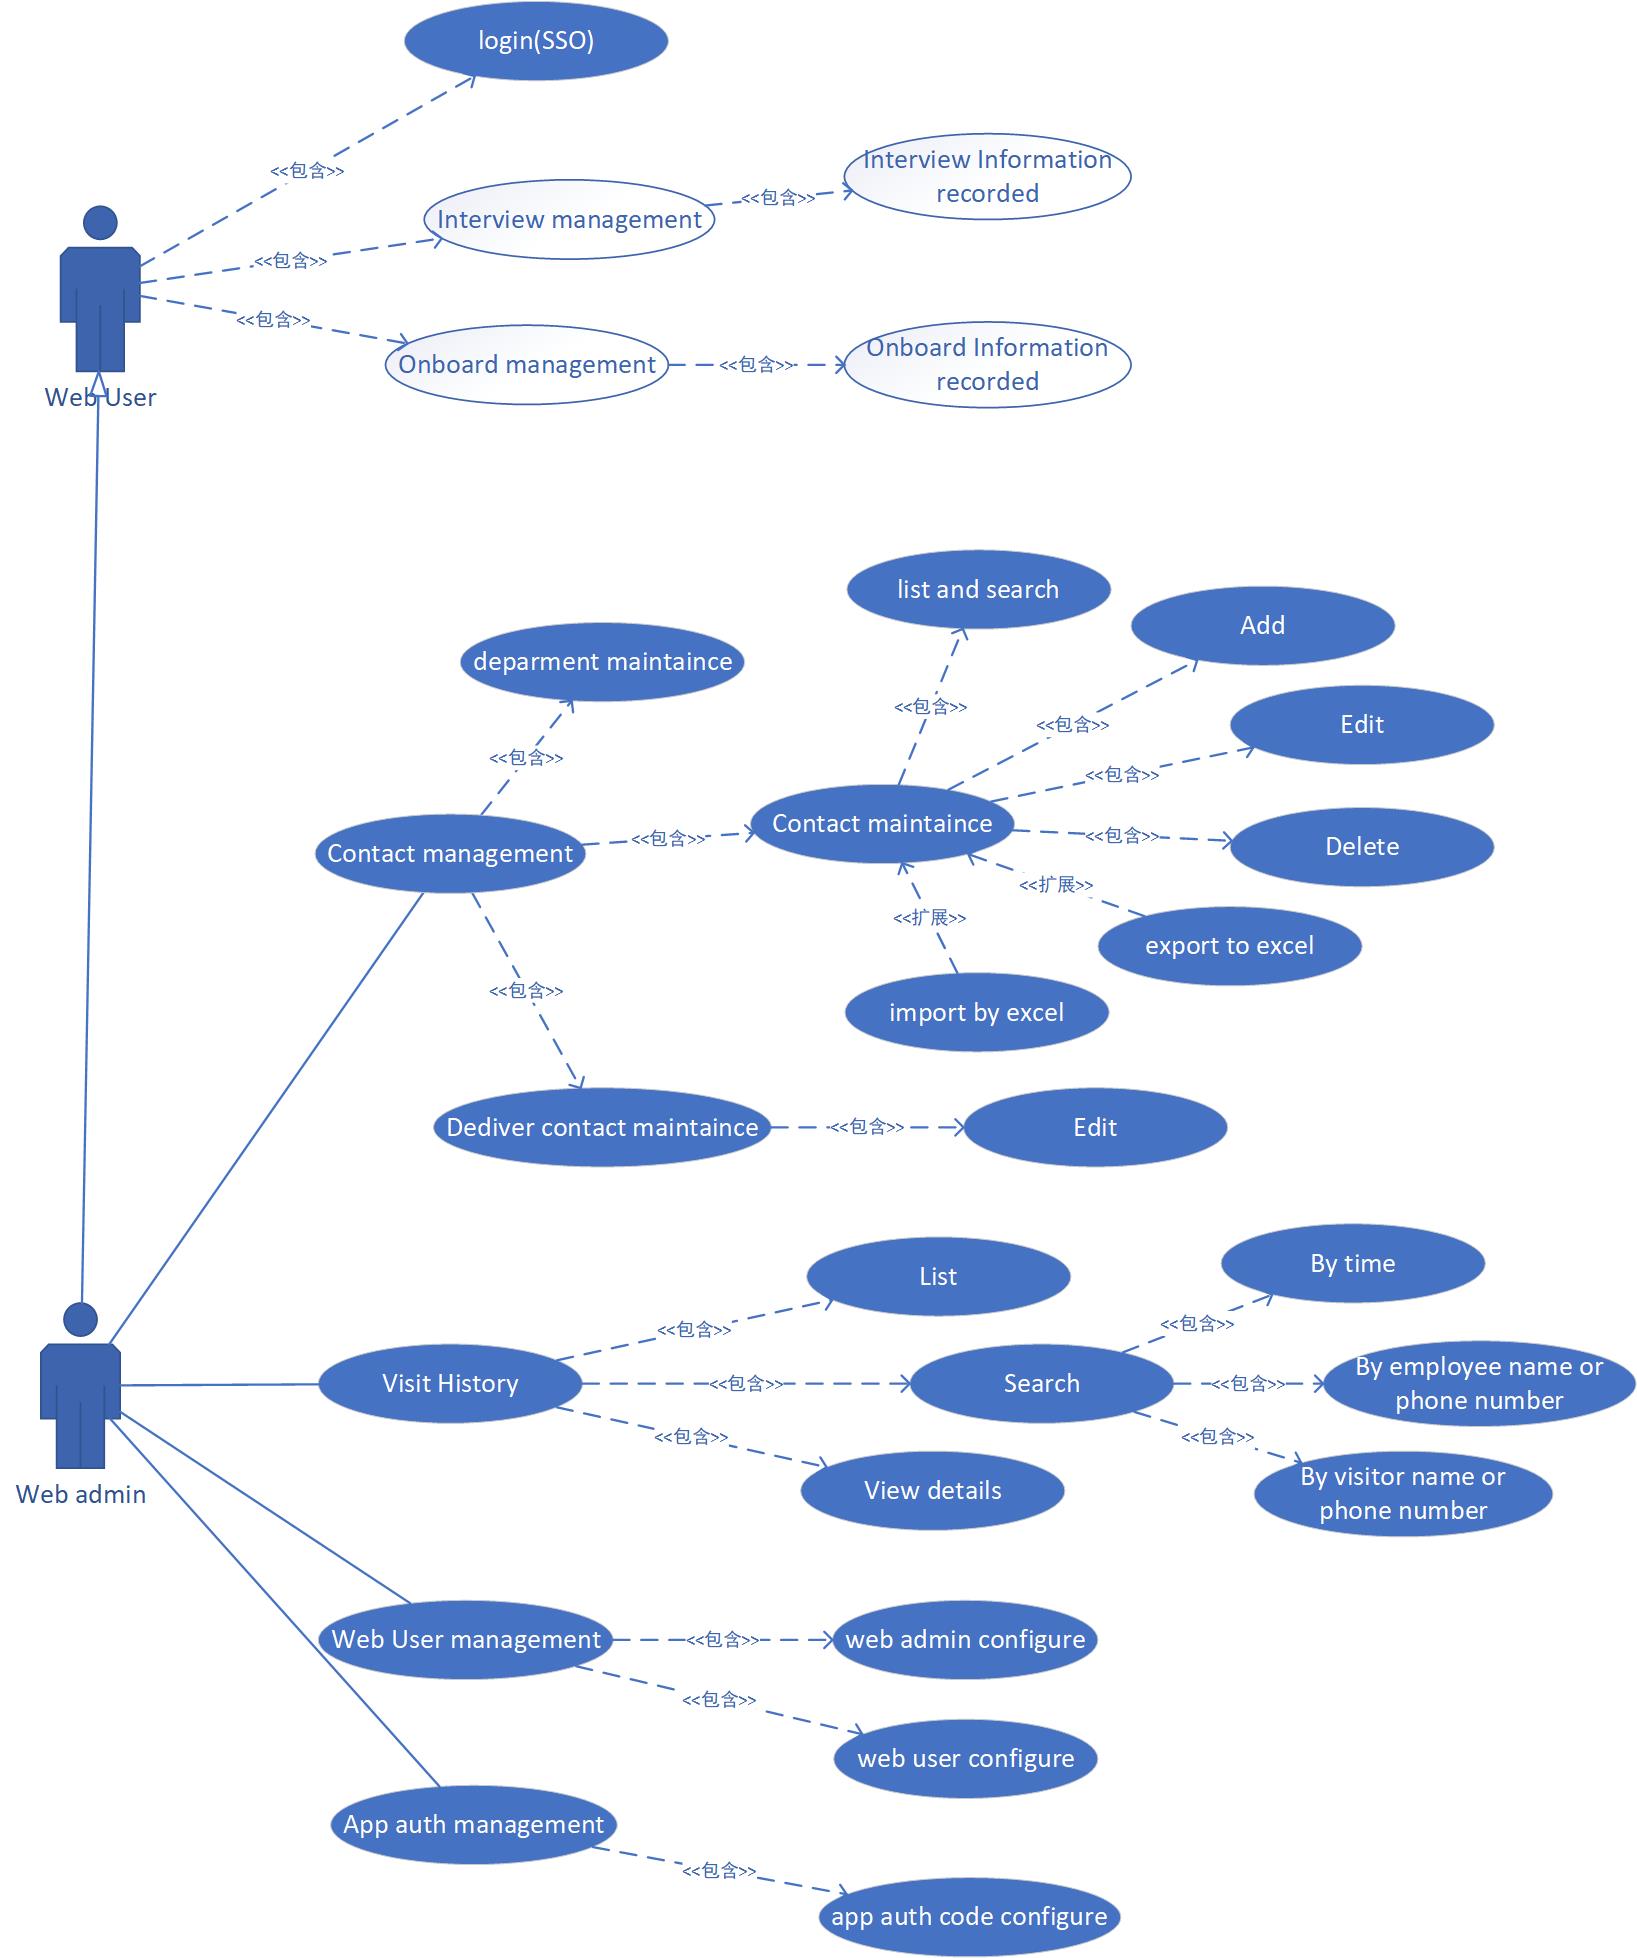 login(SSO)
<<包含>>
Interview Information
recorded
<<包含>>
Interview management
<<包含>>
<<包含>>
Onboard Information
recorded
<<包含>>
Onboard management
Web User
list and search
Add
deparment maintaince
<<包含>>
<<包含>>
Edit
<<包含>>
<<包含>>
Contact maintaince
<<包含>>
<<包含>>
Delete
Contact management
<<扩展>>
<<扩展>>
export to excel
<<包含>>
import by excel
Dediver contact maintaince
<<包含>>
Edit
By time
List
<<包含>>
<<包含>>
By employee name or
phone number
Visit History
<<包含>>
Search
<<包含>>
<<包含>>
<<包含>>
By visitor name or
phone number
View details
Web admin
Web User management
<<包含>>
web admin configure
<<包含>>
web user configure
App auth management
<<包含>>
app auth code configure